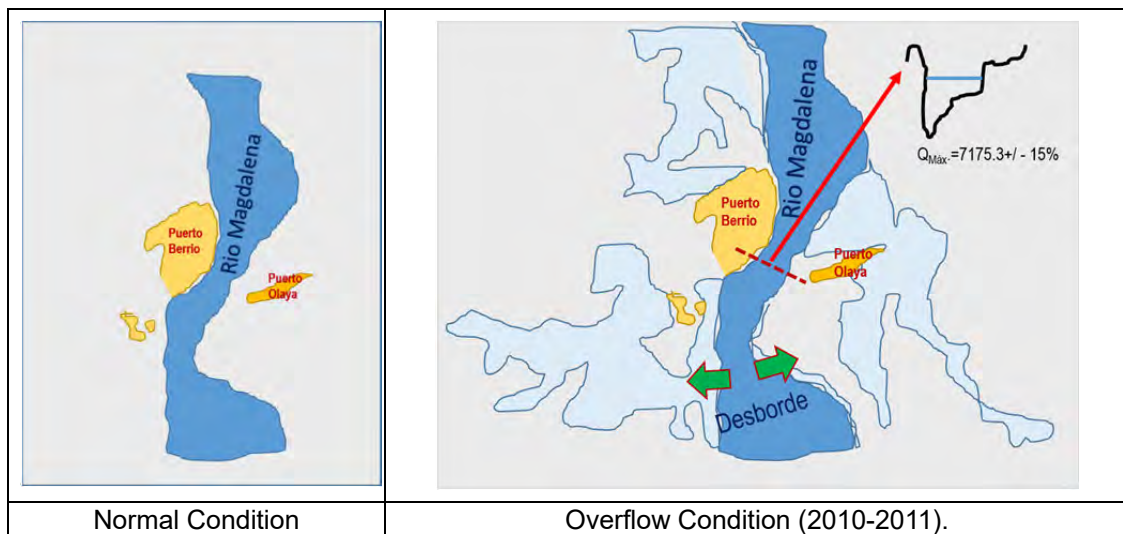 Rio Magdalena
Puerto
Berrio
Puerto
Olaya
Normal Condition
Rio Magdalena
Q Máx.=7175.3+/ - 15%
Puerto
Berrio
Puerto
Olaya
Desborde
Overflow Condition (2010-2011).